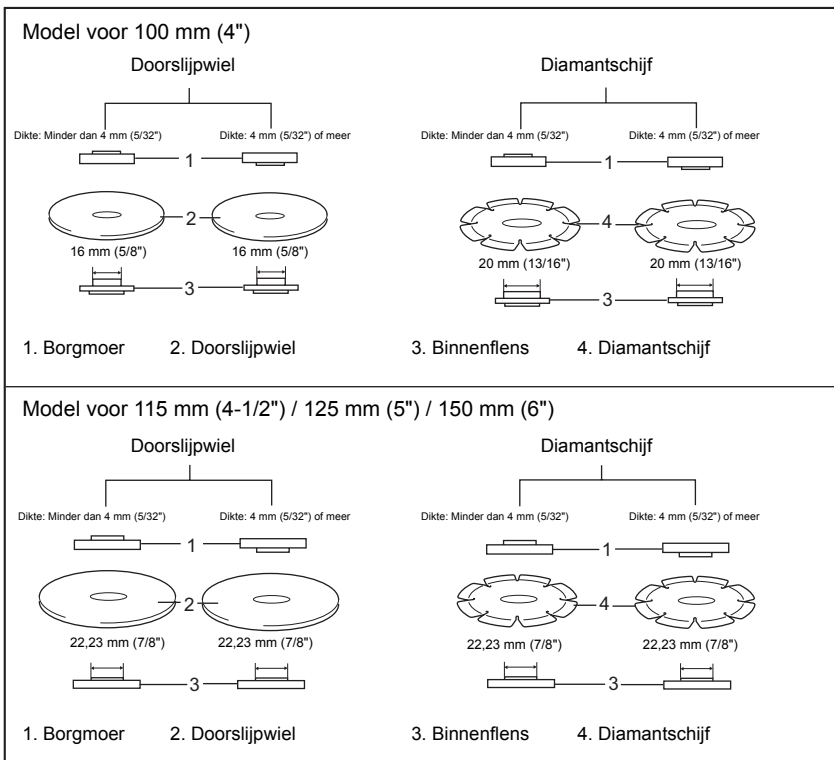 Model voor 100 mm (4")
Doorslijpwiel
Diamantschijf
Dikte: Minder dan 4 mm (5/32")
Dikte: 4 mm (5/32") of meer
Dikte: Minder dan 4 mm (5/32")
Dikte: 4 mm (5/32") of meer
1
1
2
4
16 mm (5/8")
16 mm (5/8")
20 mm (13/16")
20 mm (13/16")
3
3
1. Borgmoer
2. Doorslijpwiel
3. Binnenflens
4. Diamantschijf
Model voor 115 mm (4-1/2") / 125 mm (5") / 150 mm (6")
Doorslijpwiel
Diamantschijf
Dikte: Minder dan 4 mm (5/32")
Dikte: 4 mm (5/32") of meer
Dikte: Minder dan 4 mm (5/32")
Dikte: 4 mm (5/32") of meer
1
1
2
4
22,23 mm (7/8")
22,23 mm (7/8")
22,23 mm (7/8")
22,23 mm (7/8")
3
3
1. Borgmoer
2. Doorslijpwiel
3. Binnenflens
4. Diamantschijf